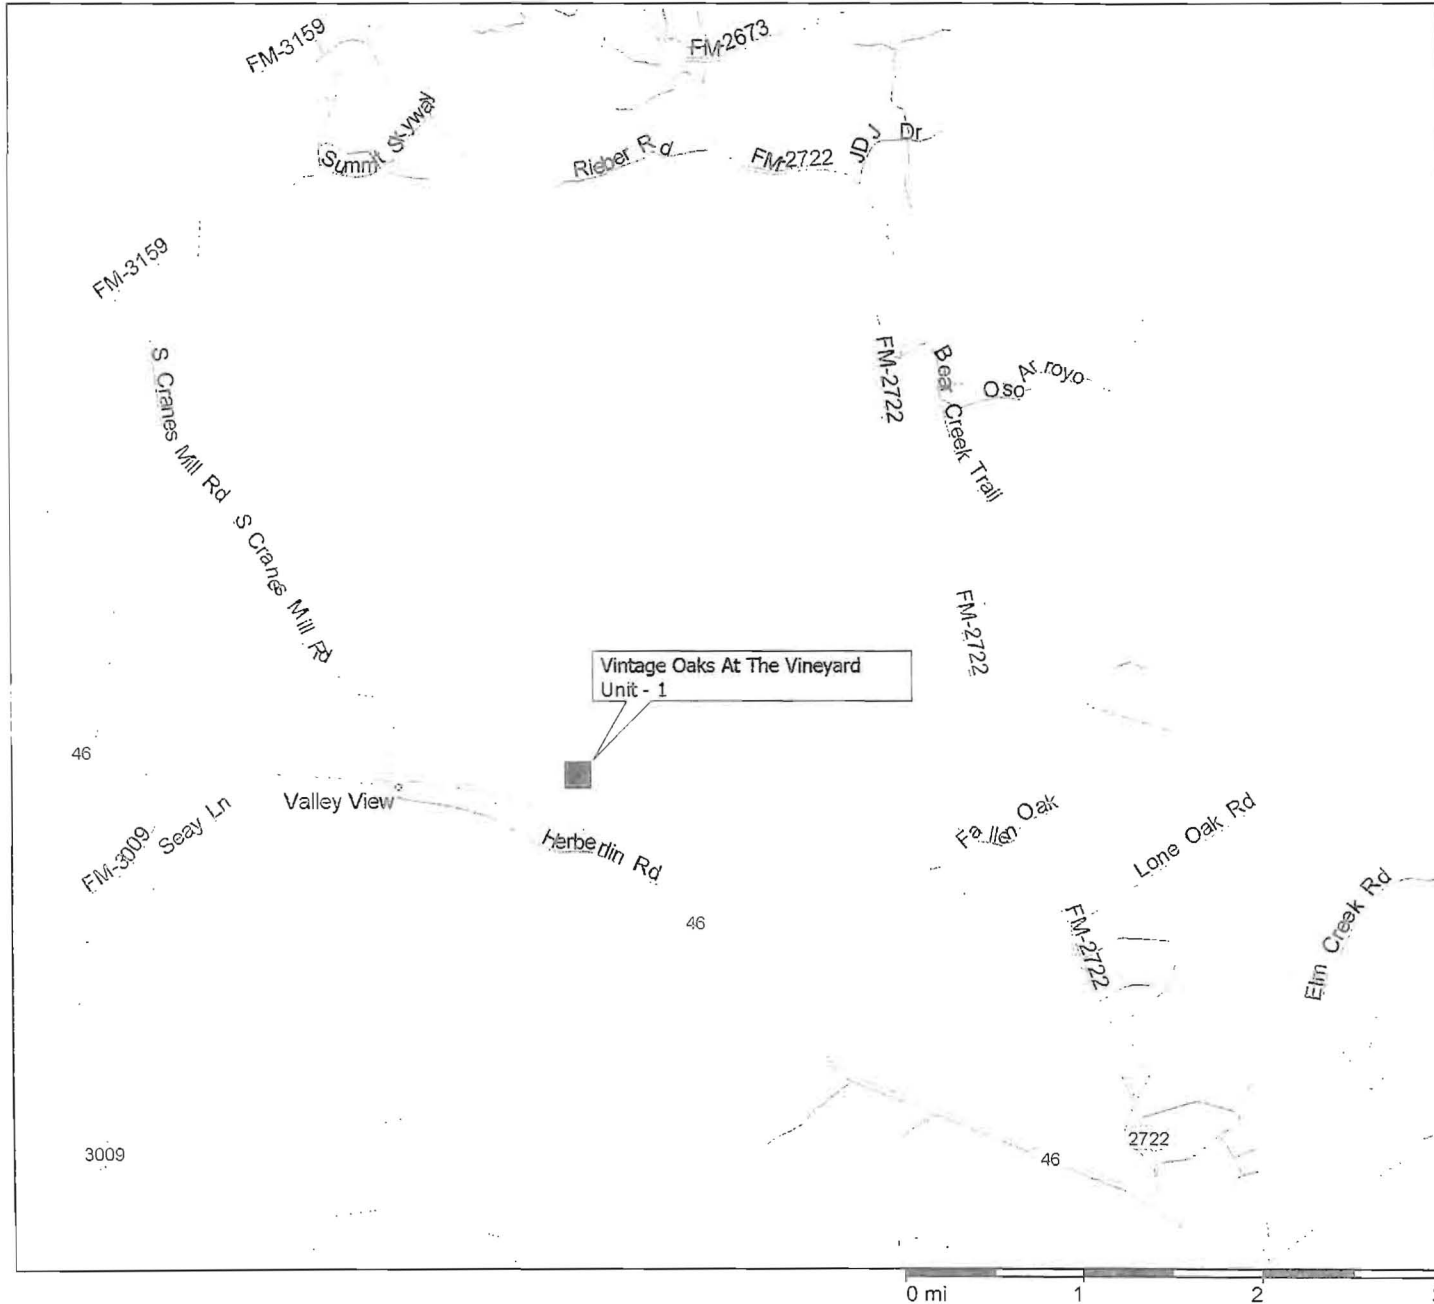 FM-3159
FM-2673
Summit Skyway
Rieber Rd
FM-2722
JDJ Dr
FM-3159
S Cranes Mill Rd
FM-2722
Bear Creek Trail
Oso Arroyo
S Cranes Mill Rd
FM-2722
Vintage Oaks At The Vineyard
Unit - 1
46
Valley View
Seay Ln
FM-3009
Herberlin Rd
Fallen Oak
Lone Oak Rd
46
FM-2722
Elm Creek Rd
3009
46
2722
0 mi
1
2